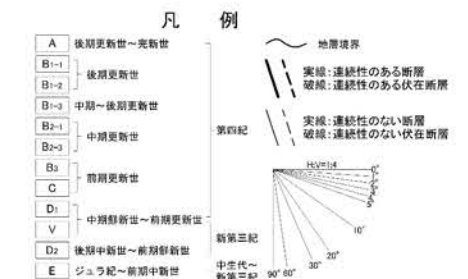 凡 例
A 後期更新世~完新世
B1-1
B1-2
後期更新世
B1-3 中期~後期更新世
B2-1
B2-3
中期更新世
B3
C
前期更新世
D1
V
中期鮮新世~前期更新世
D2 後期中新世~前期鮮新世
E ジュラ紀~前期中新世
第四紀
新第三紀
中生代~
新第三紀
地層境界
実線:連続性のある断層
破線:連続性のある伏在断層
実線:連続性のない断層
破線:連続性のない伏在断層
H:V=1:4
0°
10°
20°
30°
60°
90°